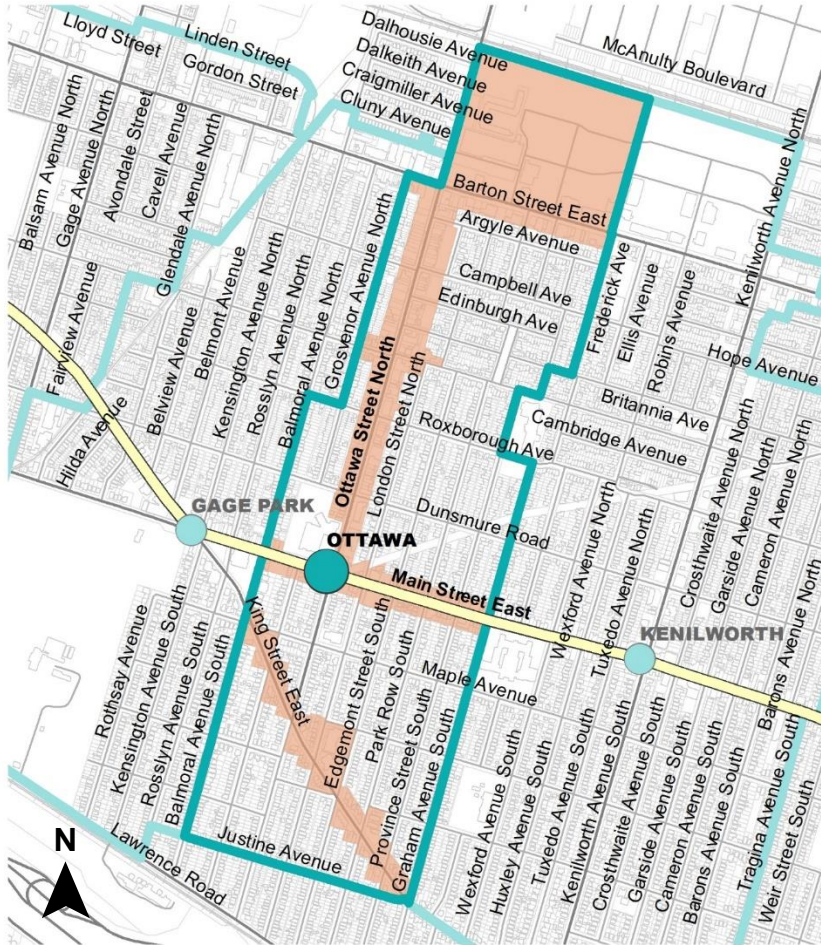 Dalhousie Avenue
Lloyd Street
Linden Street
Dalkeith Avenue
McAnulty Boulevard
Gordon Street
Craigmiller Avenue
Cluny Avenue
Balsam Avenue North
Gage Avenue North
Avondale Street
Cavell Avenue
Glendale Avenue North
Kenilworth Avenue North
Barton Street East
Argyle Avenue
Campbell Ave
Edinburgh Ave
Frederick Ave
Ellis Avenue
Robins Avenue
Hope Avenue
Fairview Avenue
Hilda Avenue
Belview Avenue
Belmont Avenue
Kensington Avenue North
Rosslyn Avenue North
Balmoral Avenue North
Grosvenor Avenue North
Ottawa Street North
London Street North
Roxborough Ave
Britannia Ave
Cambridge Avenue
Dunsmure Road
GAGE PARK
OTTAWA
Main Street East
Wexford Avenue North
Tuxedo Avenue North
Crosthwaite Avenue North
Garside Avenue North
Cameron Avenue North
Barons Avenue North
KENILWORTH
Maple Avenue
Rothsay Avenue
Kensington Avenue South
Rosslyn Avenue South
Balmoral Avenue South
King Street East
Edgemont Street South
Park Row South
Province Street South
Graham Avenue South
Justine Avenue
Lawrence Road
Wexford Avenue South
Huxley Avenue South
Tuxedo Avenue South
Kenilworth Avenue South
Crosthwaite Avenue South
Garside Avenue South
Cameron Avenue South
Barons Avenue South
Tragina Avenue South
Weir Street South
N